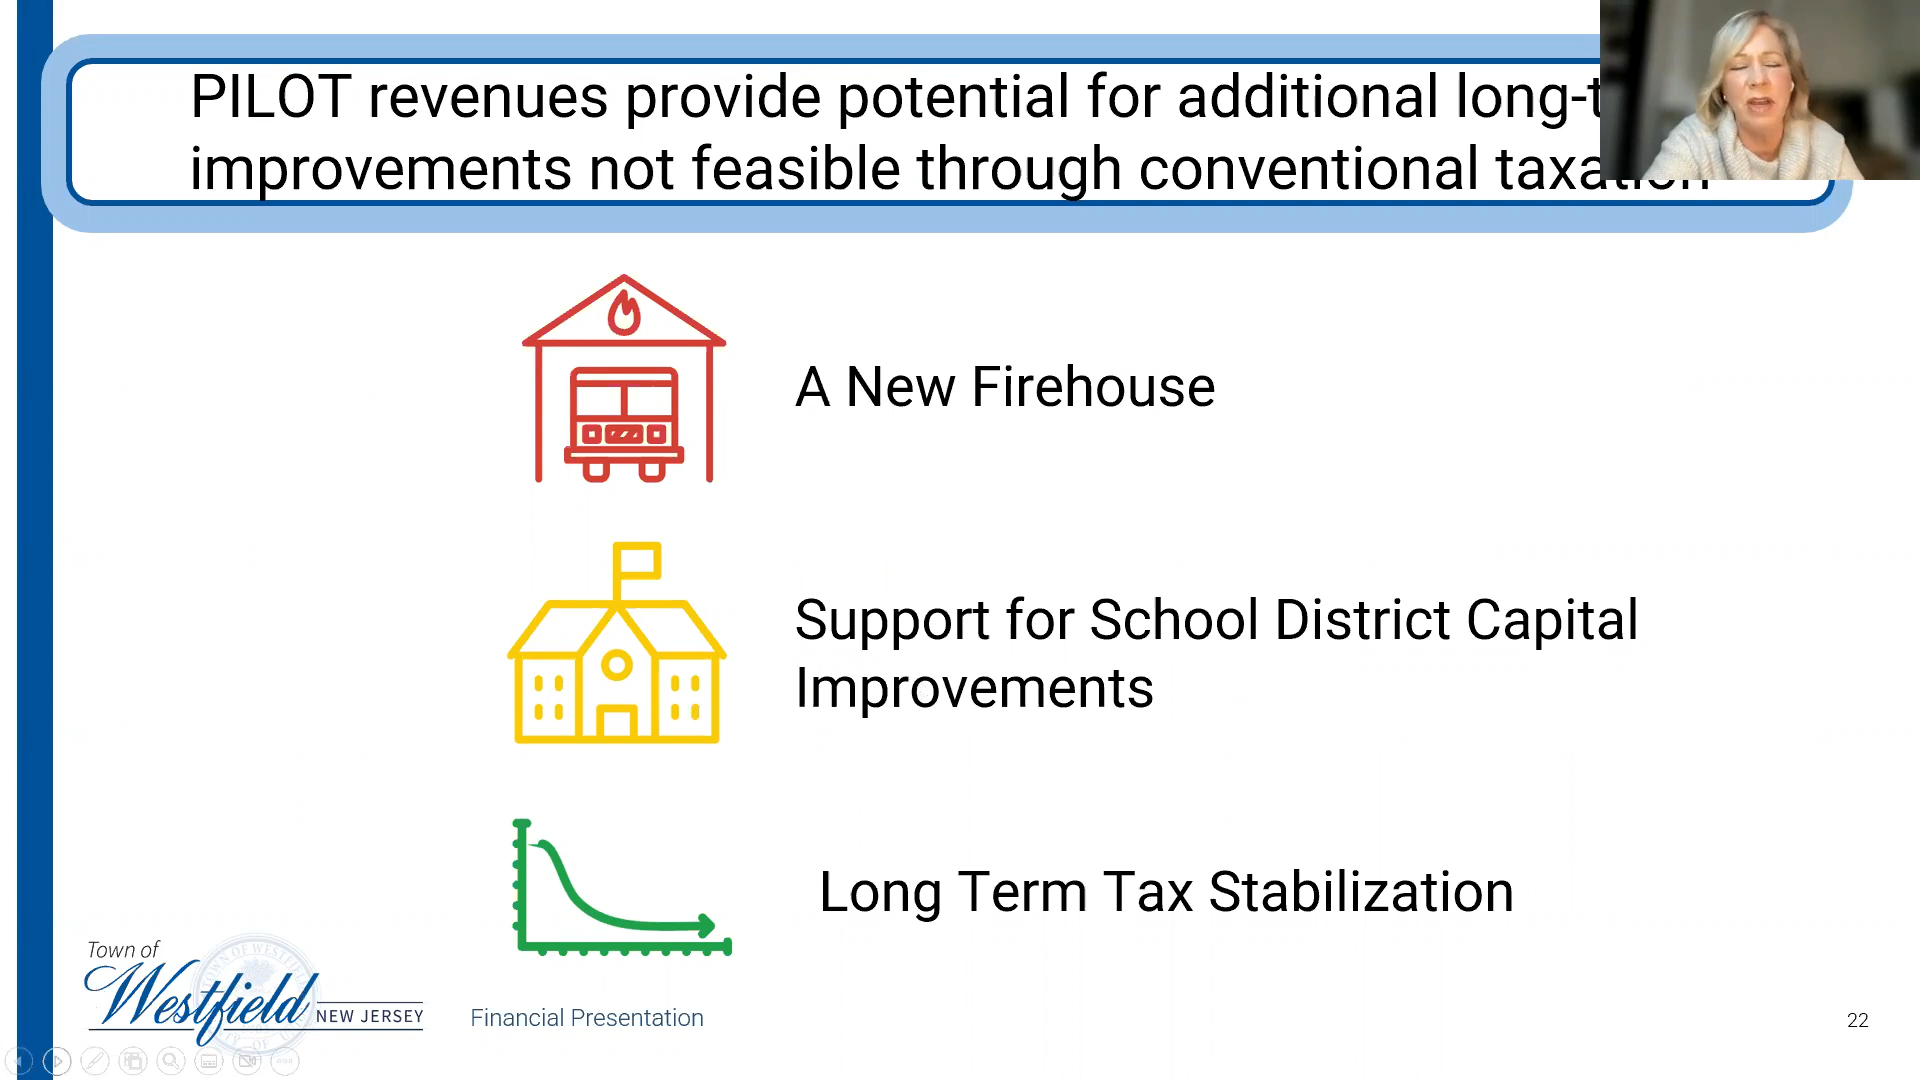 PILOT revenues provide potential for additional long-t
improvements not feasible through conventional taxation
A New Firehouse
Support for School District Capital
Improvements
Long Term Tax Stabilization
Town of
Westfield
NEW JERSEY
Financial Presentation
22